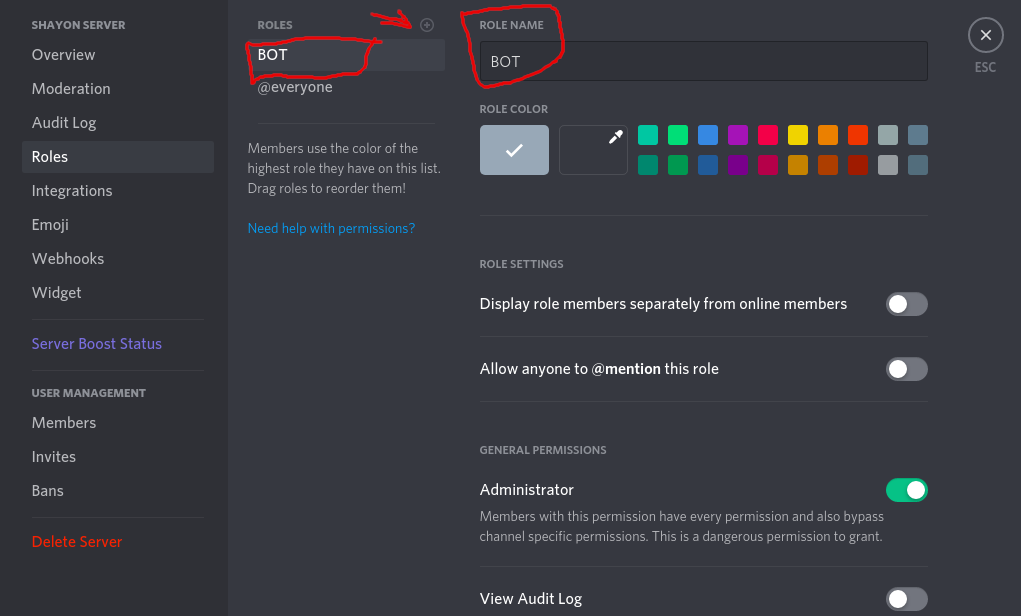 SHAYON SERVER
Overview
Moderation
Audit Log
Roles
Integrations
Emoji
Webhooks
Widget
Server Boost Status
USER MANAGEMENT
Members
Invites
Bans
Delete Server
ROLES
BOT
@everyone
Members use the color of the
highest role they have on this list.
Drag roles to reorder them!
Need help with permissions?
ROLE NAME
BOT
ROLE COLOR
ROLE SETTINGS
Display role members separately from online members
Allow anyone to @mention this role
GENERAL PERMISSIONS
Administrator
Members with this permission have every permission and also bypass
channel specific permissions. This is a dangerous permission to grant.
View Audit Log
ESC